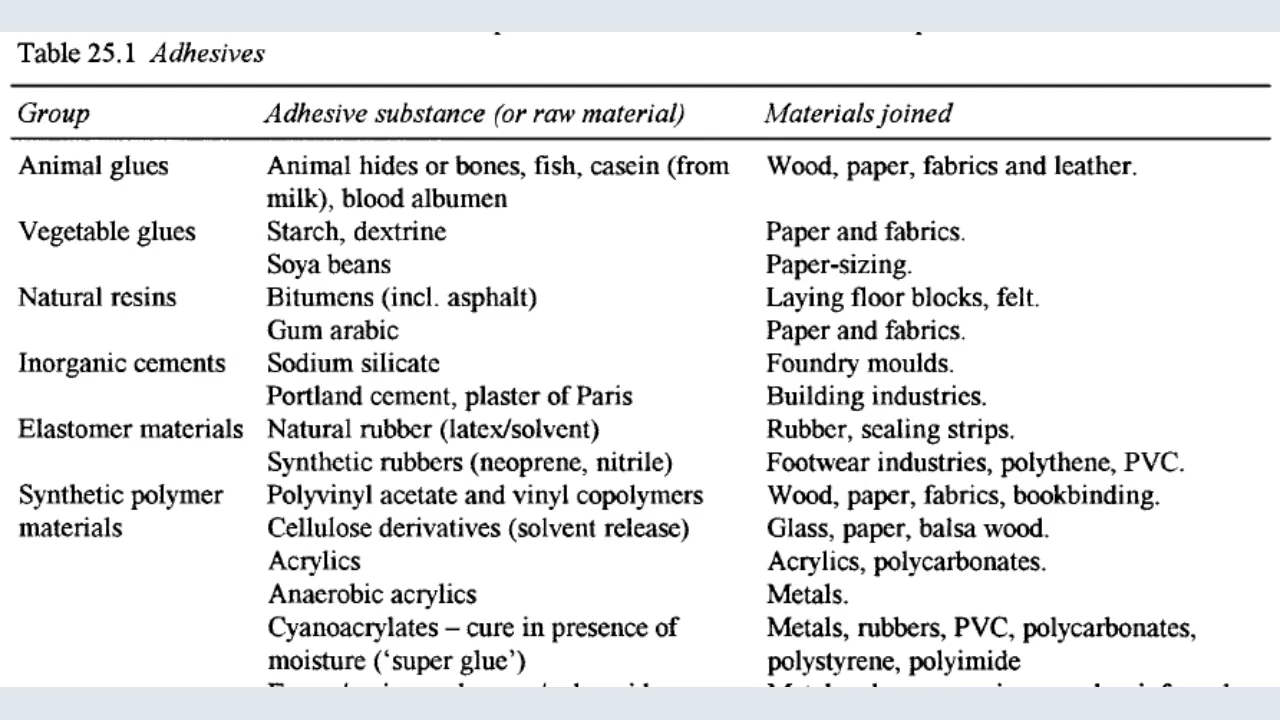 Table 25.1 Adhesives
Group Adhesive substance (or raw material) Materials joined
Animal glues Animal hides or bones, fish, casein (from Wood, paper, fabrics and leather.
milk), blood albumen
Vegetable glues Starch, dextrine Paper and fabrics.
Soya beans Paper-sizing.
Natural resins Bitumens (incl. asphalt) Laying floor blocks, felt.
Gum arabic Paper and fabrics.
Inorganic cements Sodium silicate Foundry moulds.
Portland cement, plaster of Paris Building industries.
Elastomer materials Natural rubber (latex/solvent) Rubber, sealing strips.
Synthetic rubbers (neoprene, nitrile) Footwear industries, polythene, PVC.
Synthetic polymer Polyvinyl acetate and vinyl copolymers Wood, paper, fabrics, bookbinding.
materials Cellulose derivatives (solvent release) Glass, paper, balsa wood.
Acrylics Acrylics, polycarbonates.
Anaerobic acrylics Metals.
Cyanoacrylates – cure in presence of Metals, rubbers, PVC, polycarbonates,
moisture (‘super glue’) polystyrene, polyimide